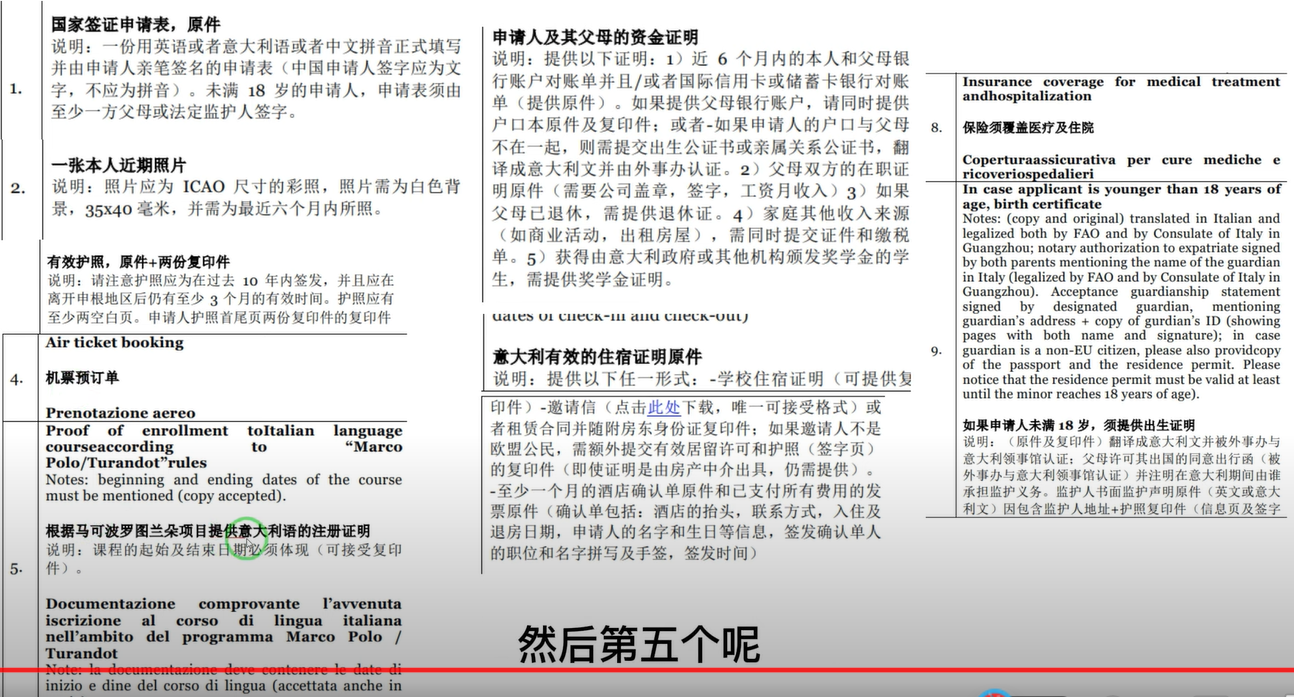 1.
国家签证申请表，原件
说明：一份用英语或者意大利语或者中文拼音正式填写
并由申请人亲笔签名的申请表（中国申请人签字应为文
字，不应为拼音）。未满 18 岁的申请人，申请表须由
至少一方父母或法定监护人签字。
2.
一张本人近期照片
说明：照片应为 ICAO 尺寸的彩照，照片需为白色背
景，35x40 毫米，并需为最近六个月内所照。
有效护照，原件+两份复印件
说明：请注意护照应为在过去 10 年内签发，并且应在
离开申根地区后仍有至少 3 个月的有效时间。护照应有
至少两空白页。申请人护照首尾页两份复印件的复印件
4.
Air ticket booking
机票预订单
Prenotazione aereo
5.
Proof of enrollment toItalian language
courseaccording to “Marco
Polo/Turandot”rules
Notes: beginning and ending dates of the course
must be mentioned (copy accepted).
根据马可波罗图兰朵项目提供意大利语的注册证明
说明：课程的起始及结束日期必须体现（可接受复印
件）。
Documentazione comprovante l’avvenuta
iscrizione al corso di lingua italiana
nell’ambito del programma Marco Polo /
Turandot
Note: la documentazione deve contenere le date di
inizio e dine del corso di lingua (accettata anche in
申请人及其父母的资金证明
说明：提供以下证明：1）近 6 个月内的本人和父母银
行账户对账单并且/或者国际信用卡或储蓄卡银行对账
单（提供原件）。如果提供父母银行账户，请同时提供
户口本原件及复印件；或者-如果申请人的户口与父母
不在一起，则需提交出生公证书或亲属关系公证书，翻
译成意大利文并由外事办认证。2）父母双方的在职证
明原件（需要公司盖章，签字，工资月收入）3）如果
父母已退休，需提供退休证。4）家庭其他收入来源
（如商业活动，出租房屋），需同时提交证件和缴税
单。5）获得由意大利政府或其他机构颁发奖学金的学
生，需提供奖学金证明。
dates of check-in and check-out)
意大利有效的住宿证明原件
说明：提供以下任一形式：-学校住宿证明（可提供复
印件）-邀请信（点击此处下载，唯一可接受格式）或
者租赁合同并随附房东身份证复印件；如果邀请人不是
欧盟公民，需额外提交有效居留许可和护照（签字页）
的复印件（即使证明是由房产中介出具，仍需提供）。
-至少一个月的酒店确认单原件和已支付所有费用的发
票原件（确认单包括：酒店的抬头，联系方式，入住及
退房日期，申请人的名字和生日等信息，签发确认单人
的职位和名字拼写及手签，签发时间）
8.
Insurance coverage for medical treatment
andhospitalization
保险须覆盖医疗及住院
Coperturaassicurativa per cure mediche e
ricoveriospedalieri
9.
In case applicant is younger than 18 years of
age, birth certificate
Notes: (copy and original) translated in Italian and
legalized both by FAO and by Consulate of Italy in
Guangzhou; notary authorization to expatriate signed
by both parents mentioning the name of the guardian
in Italy (legalized by FAO and by Consulate of Italy in
Guangzhou). Acceptance guardianship statement
signed by designated guardian, mentioning
guardian’s address + copy of gurdian’s ID (showing
pages with both name and signature); in case
guardian is a non-EU citizen, please also providcopy
of the passport and the residence permit. Please
notice that the residence permit must be valid at least
until the minor reaches 18 years of age).
如果申请人未满 18 岁，须提供出生证明
说明：（原件及复印件）翻译成意大利文并被外事办与
意大利领事馆认证；父母许可其出国的同意出行函（被
外事办与意大利领事馆认证）并注明在意大利期间由谁
承担监护义务。监护人书面监护声明原件（英文或意大
利文）因包含监护人地址+护照复印件（信息页及签字
然后第五个呢